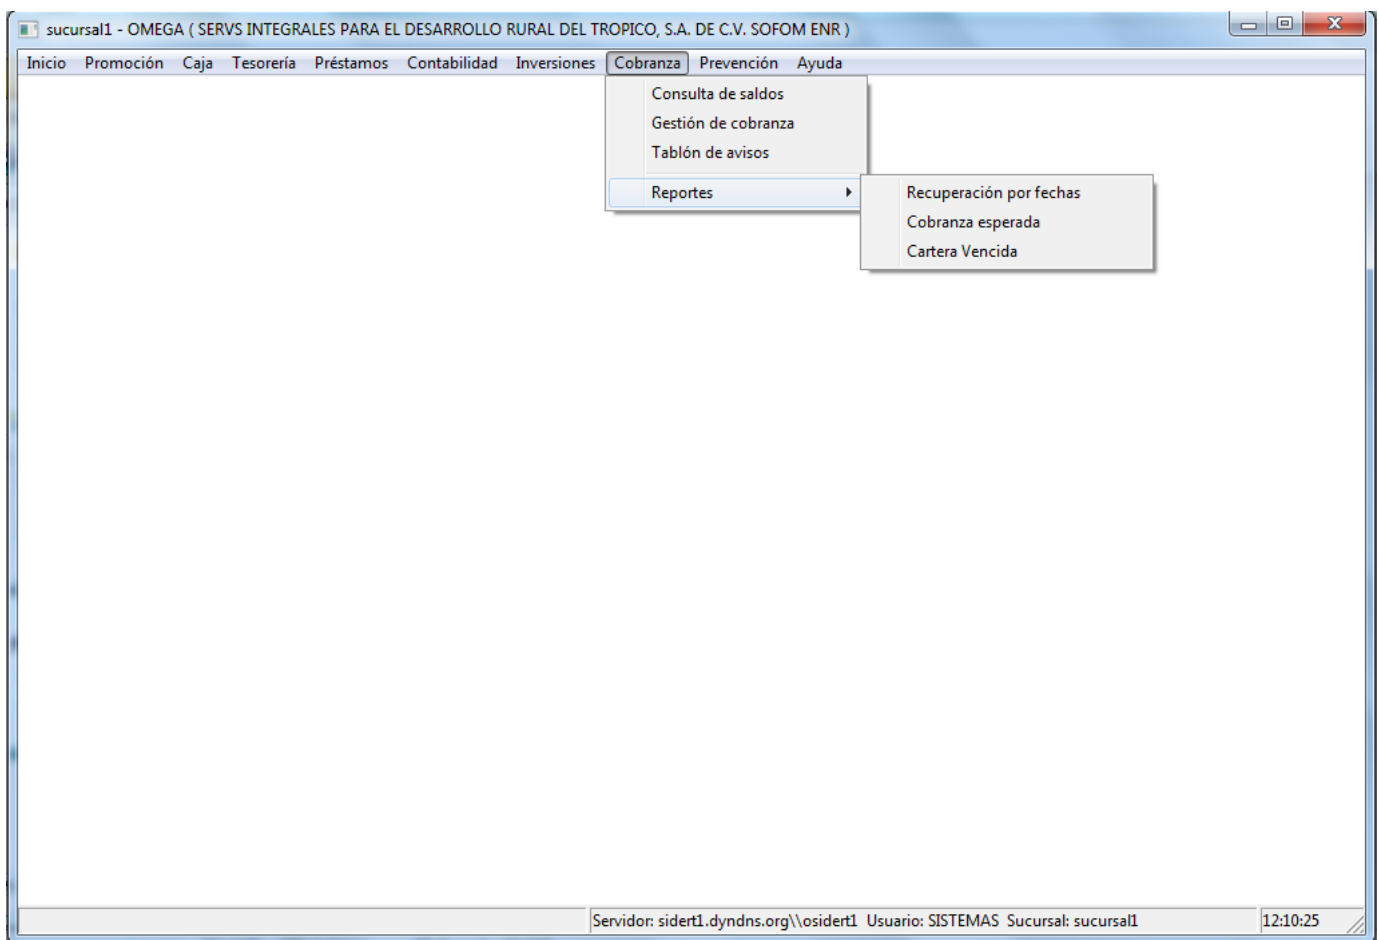 sucursal1 - OMEGA ( SERVS INTEGRALES PARA EL DESARROLLO RURAL DEL TROPICO, S.A. DE C.V. SOFOM ENR )
Inicio Promoción Caja Tesorería Préstamos Contabilidad Inversiones Cobranza Prevención Ayuda
Consulta de saldos
Gestión de cobranza
Tablón de avisos
Reportes
Recuperación por fechas
Cobranza esperada
Cartera Vencida
Servidor: sidert1.dyndns.org\\osidert1 Usuario: SISTEMAS Sucursal: sucursal1 12:10:25